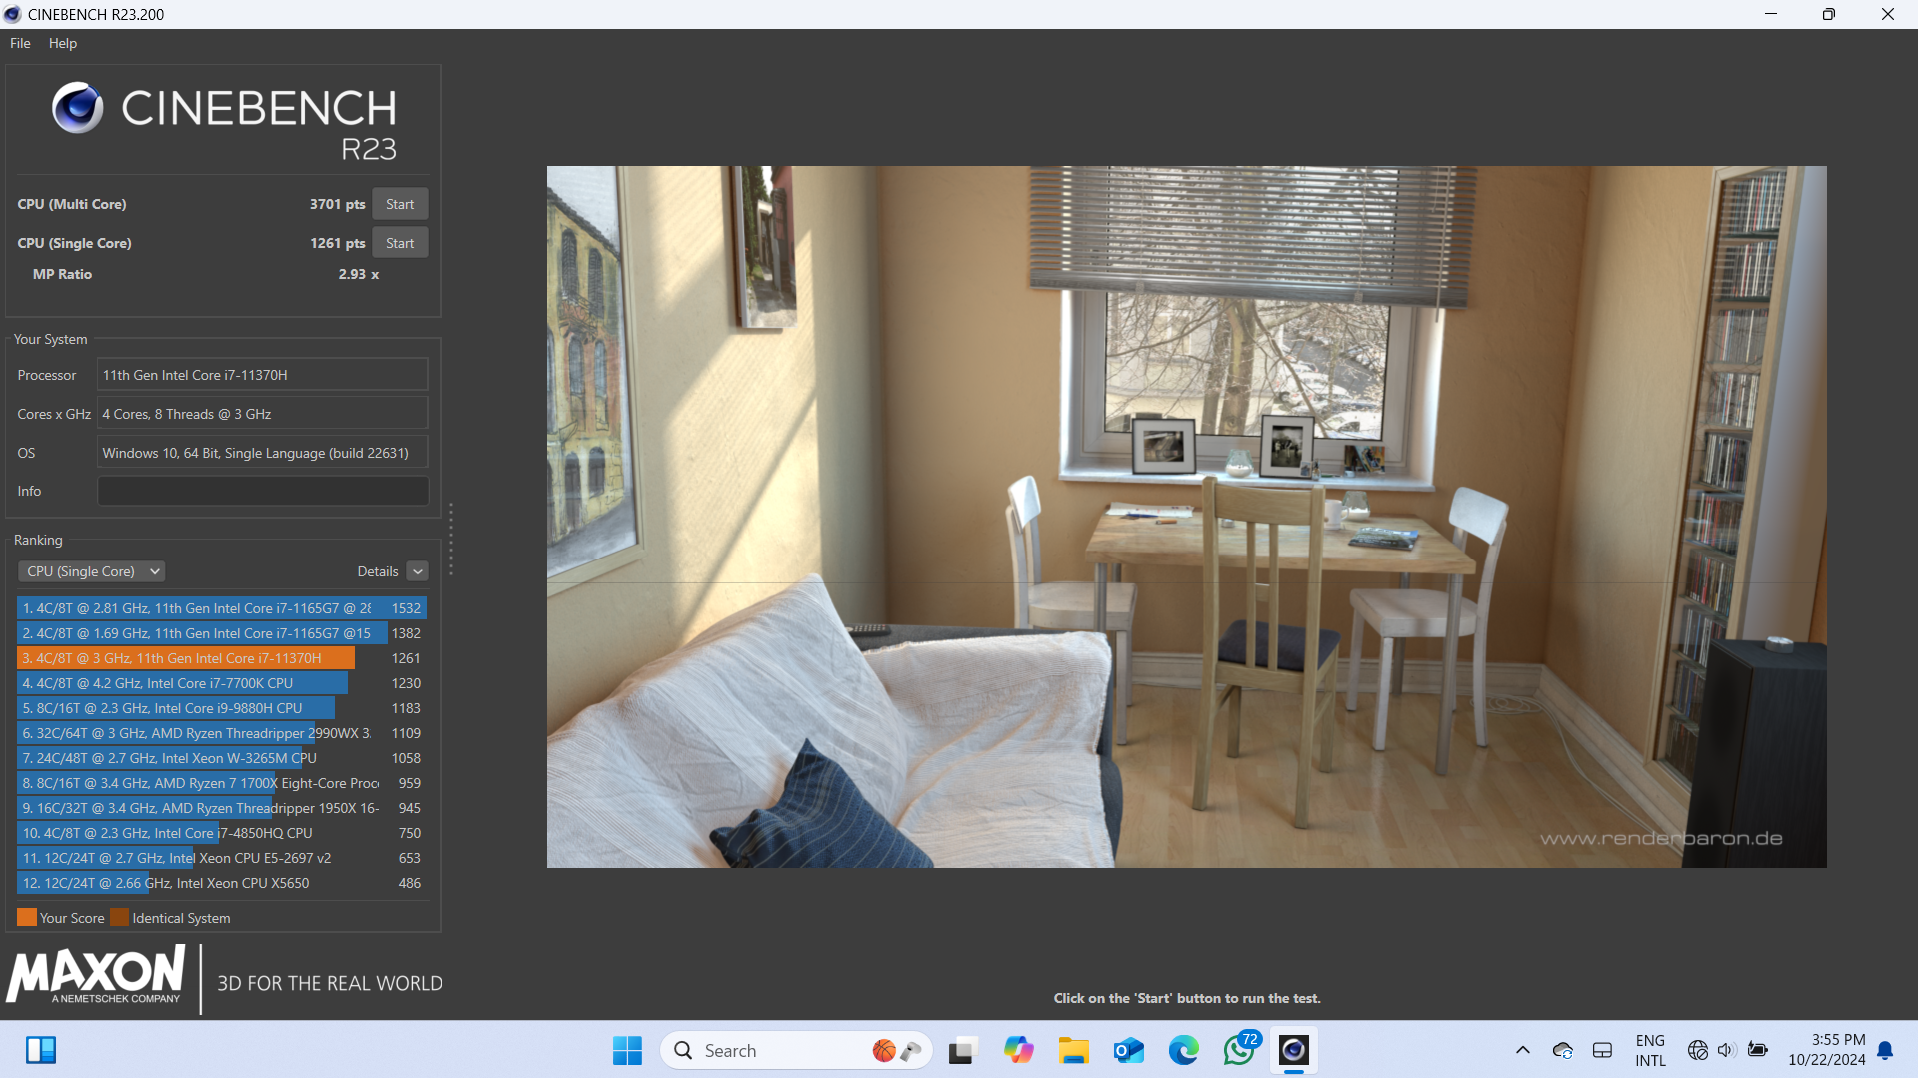 CINEBENCH R23.200
File Help
CINEBENCH
R23
CPU (Multi Core) 3701 pts Start
CPU (Single Core) 1261 pts Start
MP Ratio 2.93 x
Your System
Processor 11th Gen Intel Core i7-11370H
Cores x GHz 4 Cores, 8 Threads @ 3 GHz
OS Windows 10, 64 Bit, Single Language (build 22631)
Info
Ranking
CPU (Single Core) Details
1. 4C/8T @ 2.81 GHz, 11th Gen Intel Core i7-1165G7 @ 28 1532
2. 4C/8T @ 1.69 GHz, 11th Gen Intel Core i7-1165G7 @15 1382
3. 4C/8T @ 3 GHz, 11th Gen Intel Core i7-11370H 1261
4. 4C/8T @ 4.2 GHz, Intel Core i7-7700K CPU 1230
5. 8C/16T @ 2.3 GHz, Intel Core i9-9880H CPU 1183
6. 32C/64T @ 3 GHz, AMD Ryzen Threadripper 2990WX 3. 1109
7. 24C/48T @ 2.7 GHz, Intel Xeon W-3265M CPU 1058
8. 8C/16T @ 3.4 GHz, AMD Ryzen 7 1700X Eight-Core Proc 959
9. 16C/32T @ 3.4 GHz, AMD Ryzen Threadripper 1950X 16- 945
10. 4C/8T @ 2.3 GHz, Intel Core i7-4850HQ CPU 750
11. 12C/24T @ 2.7 GHz, Intel Xeon CPU E5-2697 v2 653
12. 12C/24T @ 2.66 GHz, Intel Xeon CPU X5650 486
Your Score Identical System
MAXON
A NEMETSCHEK COMPANY
3D FOR THE REAL WORLD
www.renderbaron.de
Click on the 'Start' button to run the test.
Search
72
ENG
INTL
3:55 PM
10/22/2024